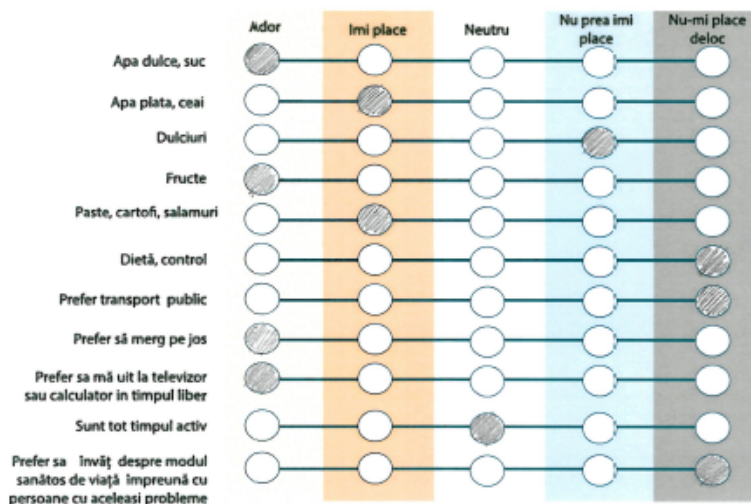 Ador
Imi place
Neutru
Nu prea imi
place
Nu-mi place
deloc
Apa dulce, suc
Apa plata, ceai
Dulciuri
Fructe
Paste, cartofi, salamuri
Dietă, control
Prefer transport public
Prefer să merg pe jos
Prefer sa mă uit la televizor
sau calculator in timpul liber
Sunt tot timpul activ
Prefer sa învăț despre modul
sanătos de viață împreună cu
persoane cu aceleasi probleme